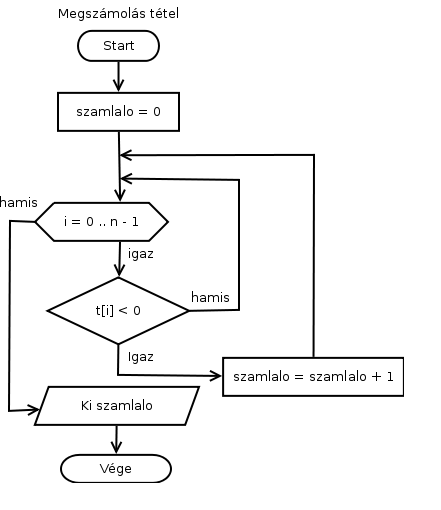 Megszámolás tétel
Start
szamlalo = 0
hamis
i = 0 .. n - 1
igaz
t[i] < 0
hamis
Igaz
szamlalo = szamlalo + 1
Ki szamlalo
Vége